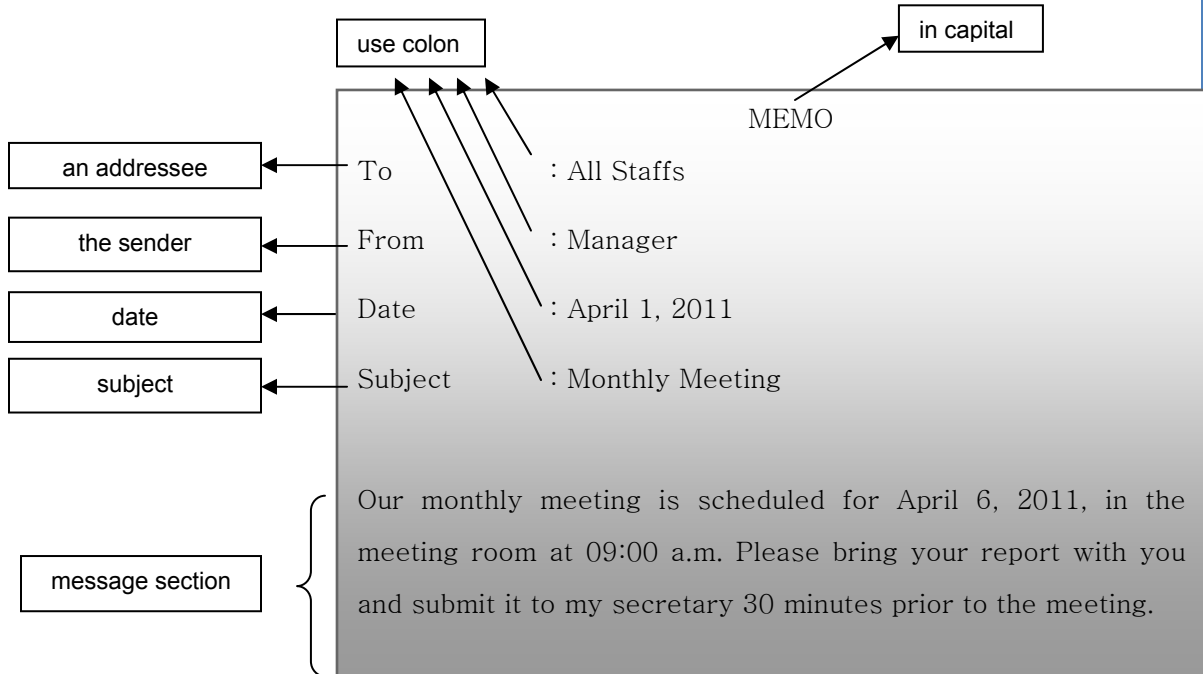 in capital
use colon
MEMO
an addressee
To : All Staffs
the sender
From : Manager
date
Date : April 1, 2011
subject
Subject : Monthly Meeting
Our monthly meeting is scheduled for April 6, 2011, in the
meeting room at 09:00 a.m. Please bring your report with you
message section
and submit it to my secretary 30 minutes prior to the meeting.